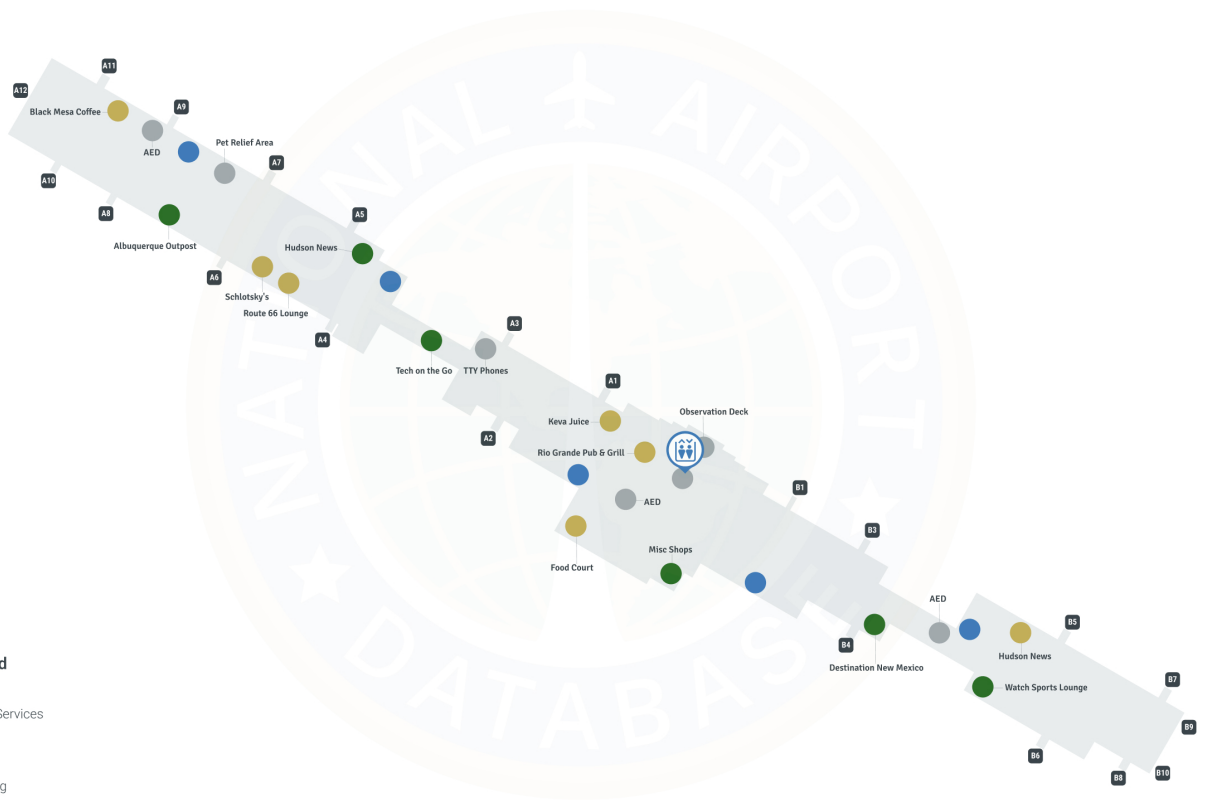 A11
A12
A9
Black Mesa Coffee
AED
Pet Relief Area
A7
A10
A8
A5
Albuquerque Outpost
Hudson News
A6
Schlotsky's
Route 66 Lounge
A4
A3
Tech on the Go
TTY Phones
A1
Observation Deck
Keva Juice
A2
Rio Grande Pub & Grill
B1
AED
B3
Misc Shops
Food Court
AED
B5
B4
Hudson News
Destination New Mexico
d
B7
Watch Sports Lounge
Services
B9
B6
B10
B8
g
NATIONAL AIRPORT
DATABASE